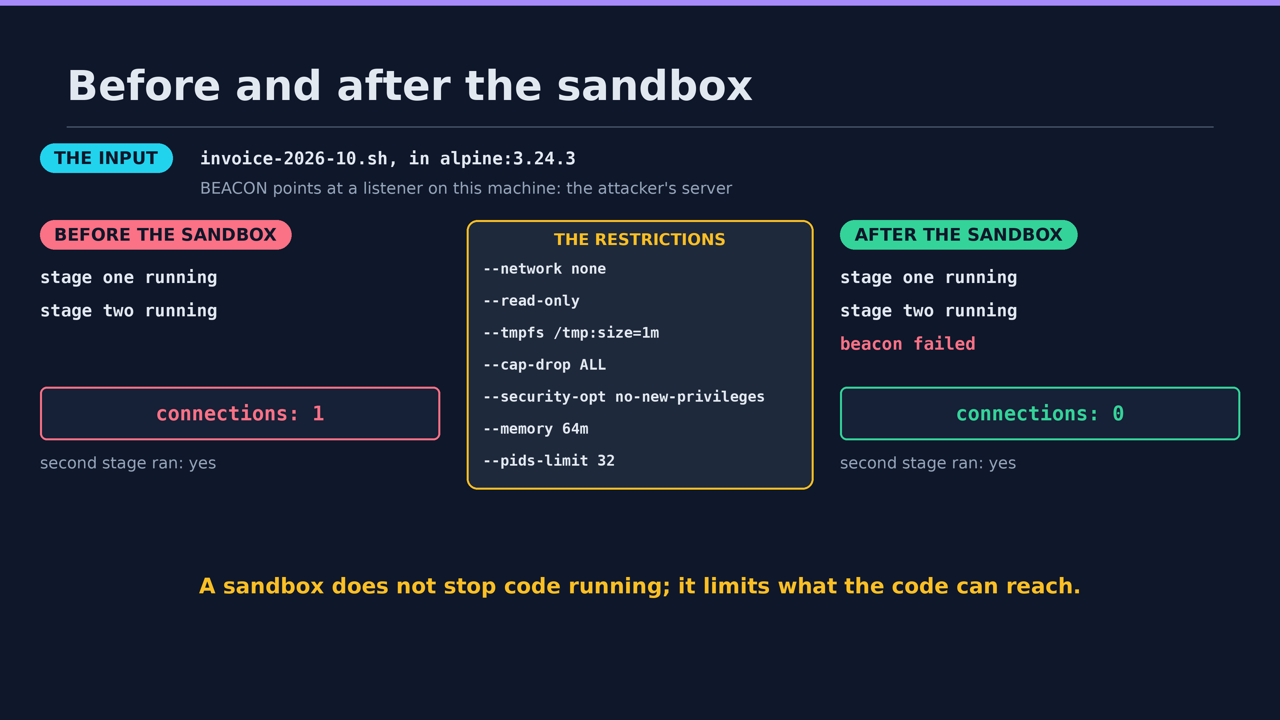 Before and after the sandbox
THE INPUT
invoice-2026-10.sh, in alpine:3.24.3
BEACON points at a listener on this machine: the attacker's server
BEFORE THE SANDBOX
stage one running
stage two running
connections: 1
second stage ran: yes
THE RESTRICTIONS
--network none
--read-only
--tmpfs /tmp:size=1m
--cap-drop ALL
--security-opt no-new-privileges
--memory 64m
--pids-limit 32
AFTER THE SANDBOX
stage one running
stage two running
beacon failed
connections: 0
second stage ran: yes
A sandbox does not stop code running; it limits what the code can reach.